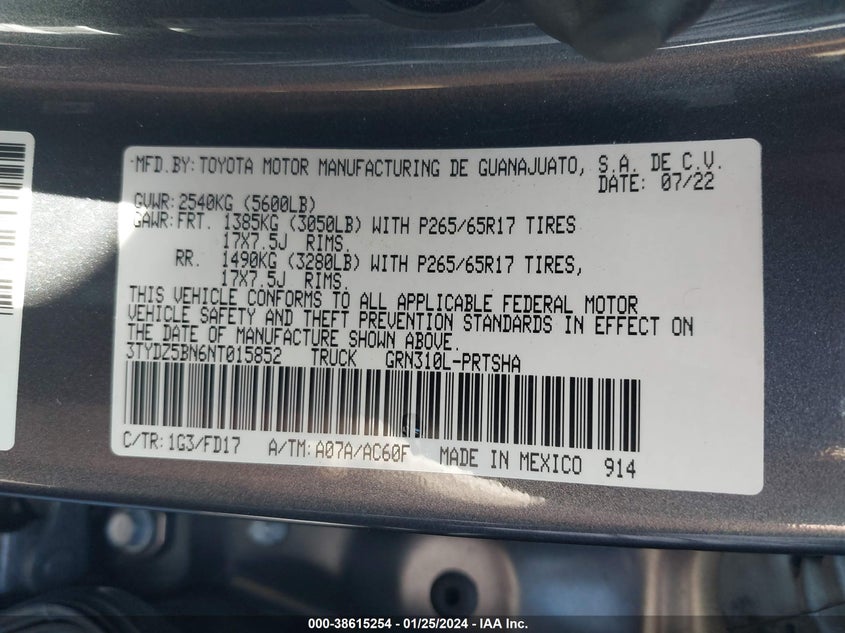 MFD.BY: TOYOTA MOTOR MANUFACTURING DE GUANAJUATO, S.A. DE C.V.
DATE: 07/22
GVWR: 2540KG (5600LB)
GAWR: FRT. 1385KG (3050LB) WITH P265/65R17 TIRES
17X7.5J RIMS.
RR. 1490KG (3280LB) WITH P265/65R17 TIRES,
17X7.5J RIMS.
THIS VEHICLE CONFORMS TO ALL APPLICABLE FEDERAL MOTOR
VEHICLE SAFETY AND THEFT PREVENTION STANDARDS IN EFFECT ON
THE DATE OF MANUFACTURE SHOWN ABOVE.
3TYDZ5BN6NT015852 TRUCK GRN310L-PRTSHA
C/TR: 1G3/FD17 A/TM: A07A/AC60F MADE IN MEXICO 914
000-38615254 - 01/25/2024 - IAA Inc.